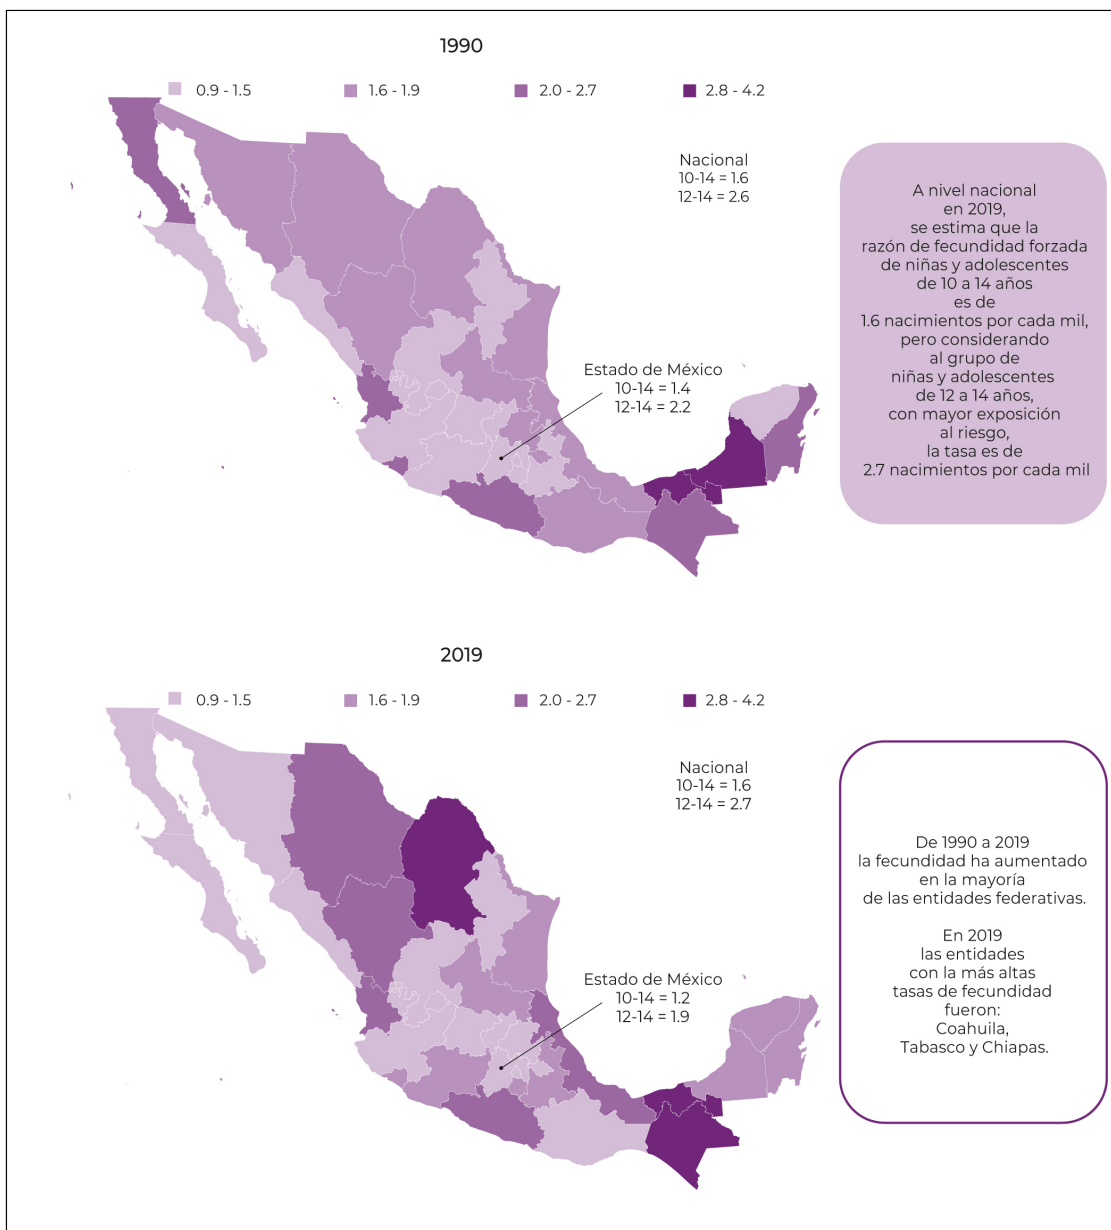 1990
0.9 - 1.5
1.6 - 1.9
2.0 - 2.7
2.8 - 4.2
Nacional
10-14 = 1.6
12-14 = 2.6
Estado de México
10-14 = 1.4
12-14 = 2.2
A nivel nacional
en 2019,
se estima que la
razón de fecundidad forzada
de niñas y adolescentes
de 10 a 14 años
es de
1.6 nacimientos por cada mil,
pero considerando
al grupo de
niñas y adolescentes
de 12 a 14 años,
con mayor exposición
al riesgo,
la tasa es de
2.7 nacimientos por cada mil
2019
0.9 - 1.5
1.6 - 1.9
2.0 - 2.7
2.8 - 4.2
Nacional
10-14 = 1.6
12-14 = 2.7
Estado de México
10-14 = 1.2
12-14 = 1.9
De 1990 a 2019
la fecundidad ha aumentado
en la mayoría
de las entidades federativas.
En 2019
las entidades
con la más altas
tasas de fecundidad
fueron:
Coahuila,
Tabasco y Chiapas.